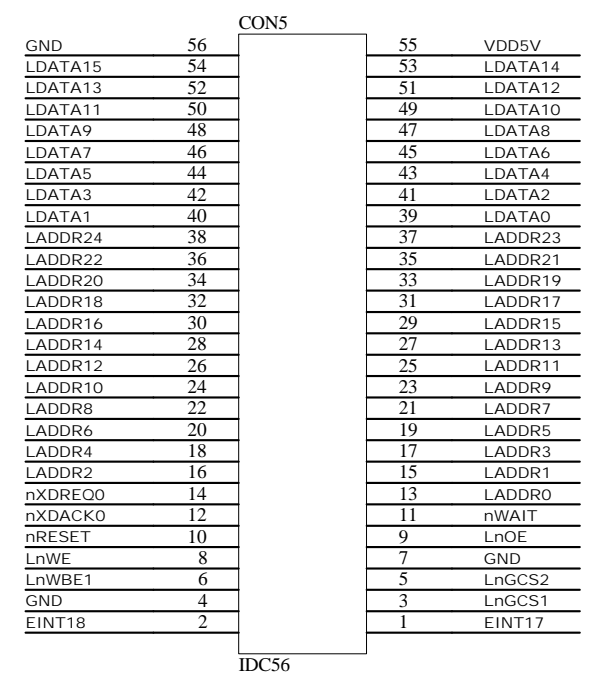 CON5
GND 56 55 VDD5V
LDATA15 54 53 LDATA14
LDATA13 52 51 LDATA12
LDATA11 50 49 LDATA10
LDATA9 48 47 LDATA8
LDATA7 46 45 LDATA6
LDATA5 44 43 LDATA4
LDATA3 42 41 LDATA2
LDATA1 40 39 LDATA0
LADDR24 38 37 LADDR23
LADDR22 36 35 LADDR21
LADDR20 34 33 LADDR19
LADDR18 32 31 LADDR17
LADDR16 30 29 LADDR15
LADDR14 28 27 LADDR13
LADDR12 26 25 LADDR11
LADDR10 24 23 LADDR9
LADDR8 22 21 LADDR7
LADDR6 20 19 LADDR5
LADDR4 18 17 LADDR3
LADDR2 16 15 LADDR1
nXDREQ0 14 13 LADDR0
nXDACK0 12 11 nWAIT
nRESET 10 9 LnOE
LnWE 8 7 GND
LnWBE1 6 5 LnGCS2
GND 4 3 LnGCS1
EINT18 2 1 EINT17
IDC56